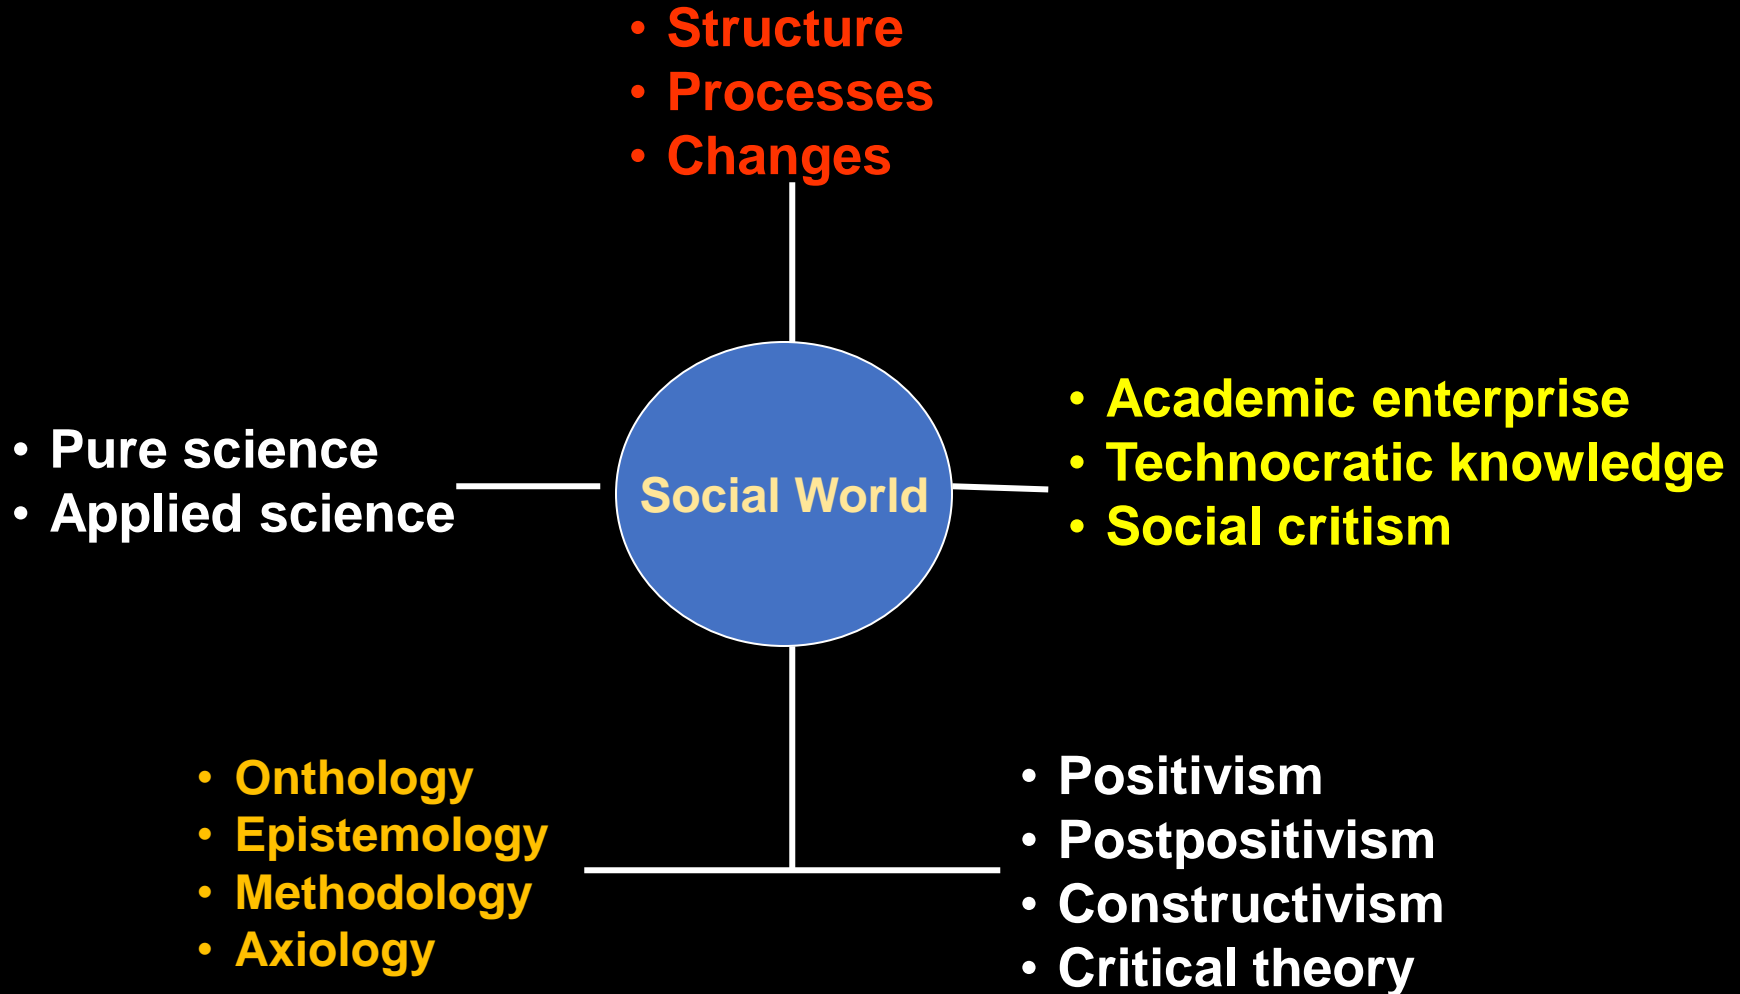 • Structure
• Processes
• Changes
• Pure science
• Applied science
Social World
• Academic enterprise
• Technocratic knowledge
• Social critism
• Onthology
• Epistemology
• Methodology
• Axiology
• Positivism
• Postpositivism
• Constructivism
• Critical theory